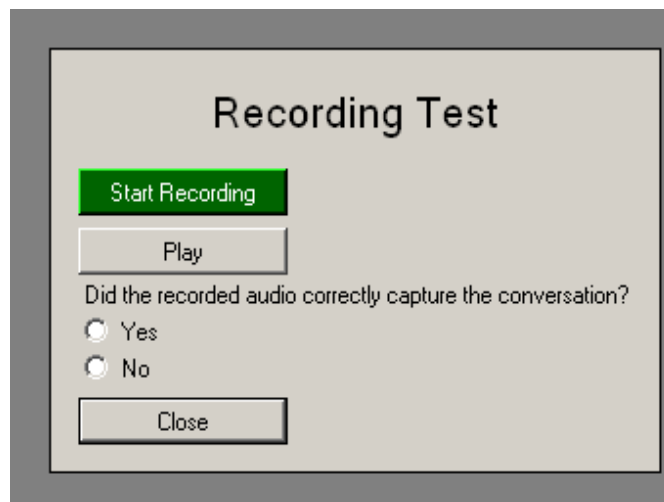 Recording Test
Start Recording
Play
Did the recorded audio correctly capture the conversation?
Yes
No
Close